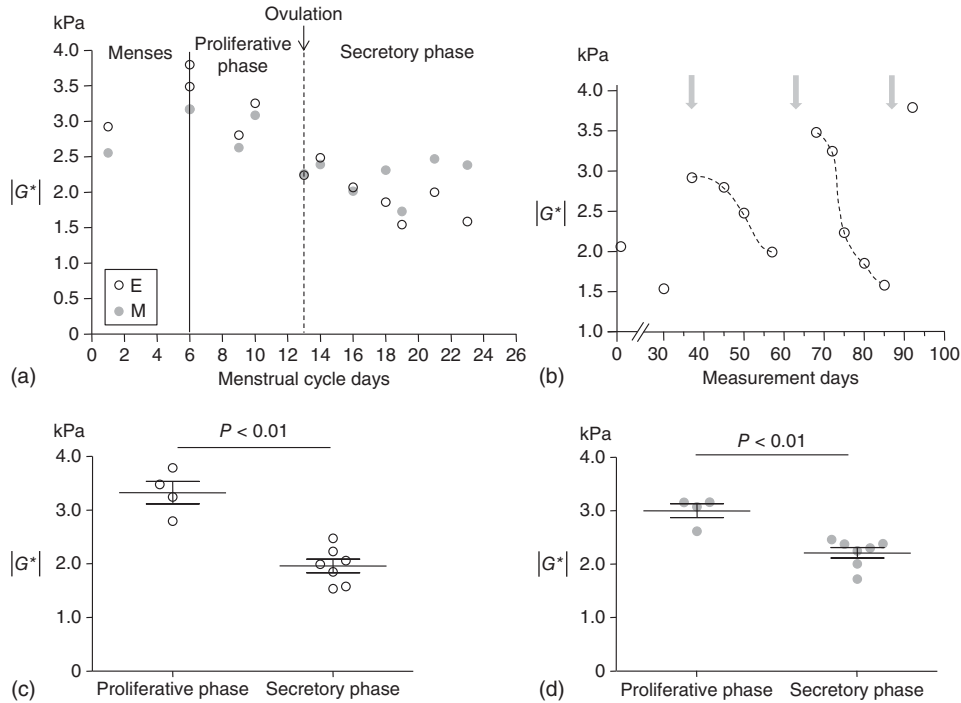 Ovulation
kPa
4.0
3.5
3.0
2.5
2.0
1.5
1.0
0.5
0
|G*|
Menses
Proliferative
phase
Secretory phase
E
M
0 2 4 6 8 10 12 14 16 18 20 22 24 26
Menstrual cycle days
(a)
kPa
4.0
3.5
3.0
2.5
2.0
1.5
1.0
|G*|
0 30 40 50 60 70 80 90 100
Measurement days
(b)
kPa
4.0
3.0
2.0
1.0
0
|G*|
P < 0.01
Proliferative phase Secretory phase
(c)
kPa
4.0
3.0
2.0
1.0
0
|G*|
P < 0.01
Proliferative phase Secretory phase
(d)